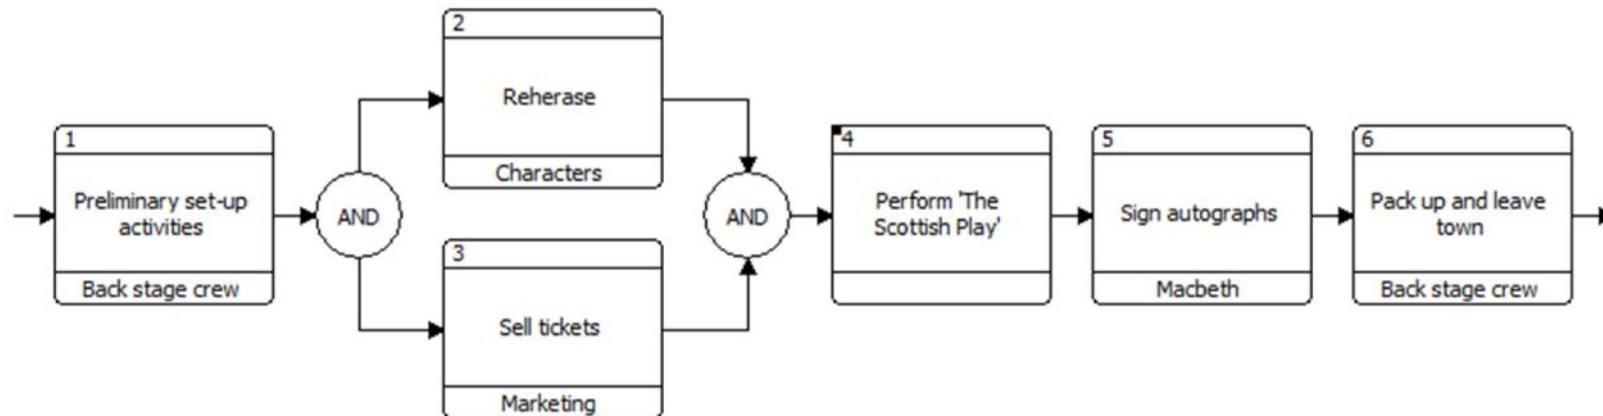 1
Preliminary set-up
activities
Back stage crew
AND
2
Reherase
Characters
3
Sell tickets
Marketing
AND
4
Perform 'The
Scottish Play'
5
Sign autographs
Macbeth
6
Pack up and leave
town
Back stage crew